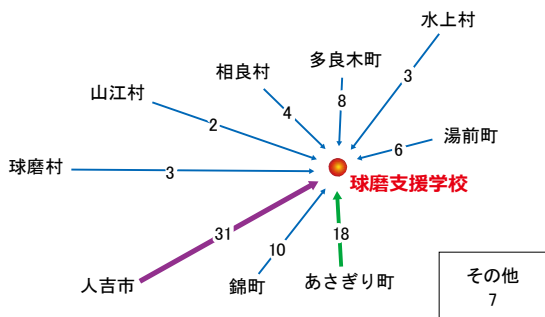 水上村
多良木町
相良村
山江村
3
8
4
2
湯前町
6
球磨村
3
球磨支援学校
31
18
10
人吉市
錦町
あさぎり町
その他
7